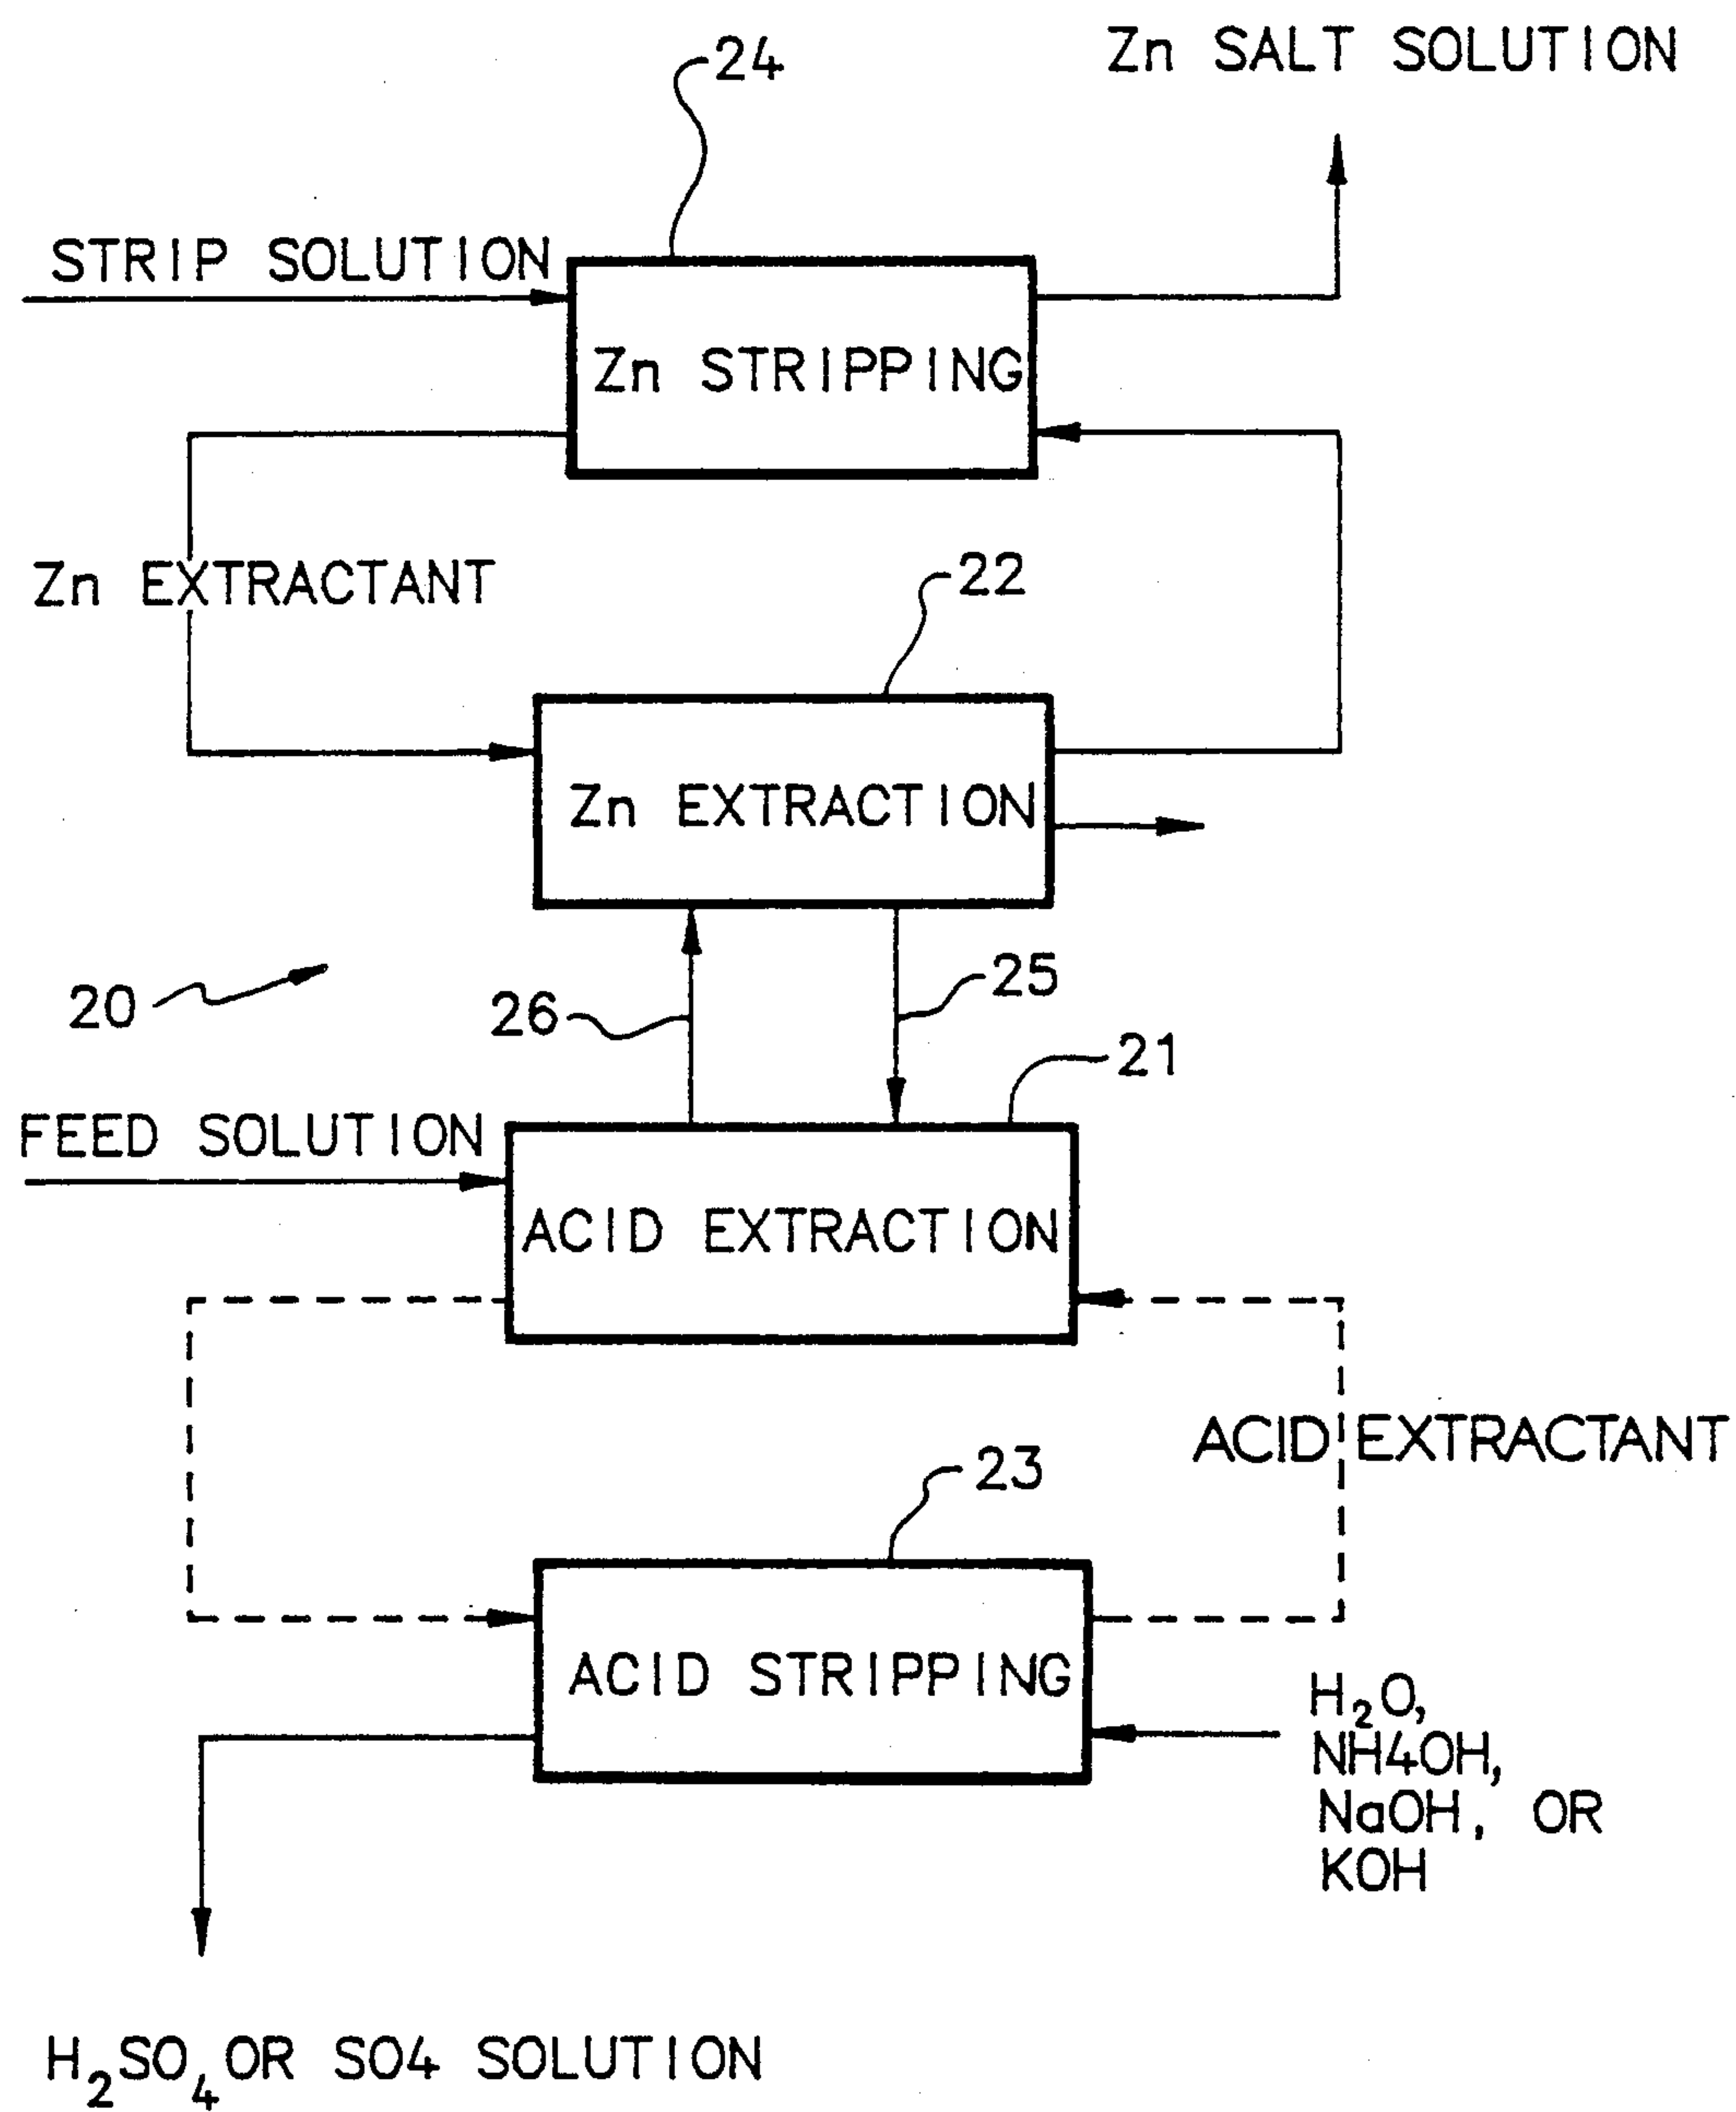 24
Zn SALT SOLUTION
STRIP SOLUTION
Zn STRIPPING
Zn EXTRACTANT
22
Zn EXTRACTION
20
26
25
21
FEED SOLUTION
ACID EXTRACTION
ACID EXTRACTANT
23
ACID STRIPPING
H₂O,
NH4OH,
NaOH, OR
KOH
H₂SO₄ OR SO4 SOLUTION